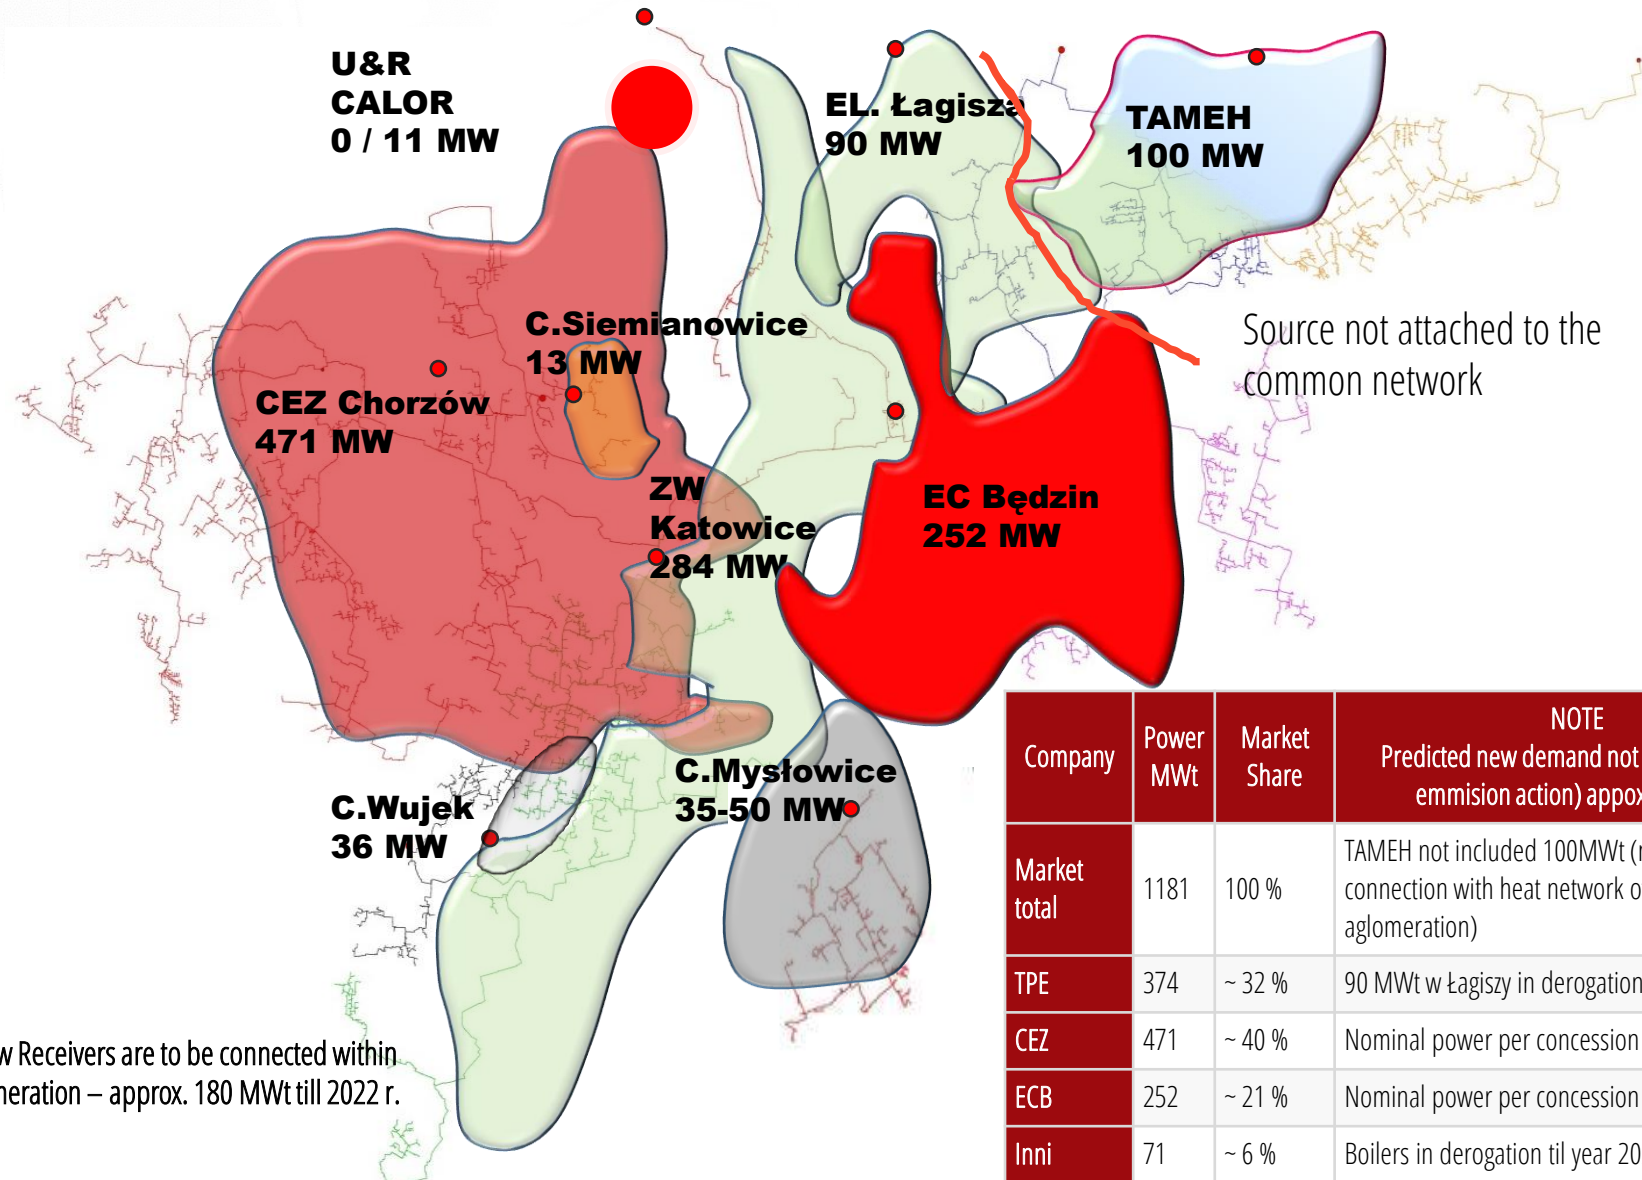 U&R
CALOR
0 / 11 MW
EL. Łagisza
90 MW
TAMEH
100 MW
C.Siemianowice
13 MW
Source not attached to the
common network
CEZ Chorzów
471 MW
ZW
Katowice
284 MW
EC Będzin
252 MW
C.Mysłowice
35-50 MW
C.Wujek
36 MW
Receivers are to be connected within
– approx. 180 MWt till 2022 r.
Company
Power
MWt
Market
Share
NOTE
Predicted new demand not
emmision action)
Market
total
1181
100 %
TAMEH not included 100MWt
connection with heat network
aglomeration)
TPE
374
~ 32 %
90 MWt w Łagiszy in derogation
CEZ
471
~ 40 %
Nominal power per concession
ECB
252
~ 21 %
Nominal power per concession
Inni
71
~ 6 %
Boilers in derogation til year